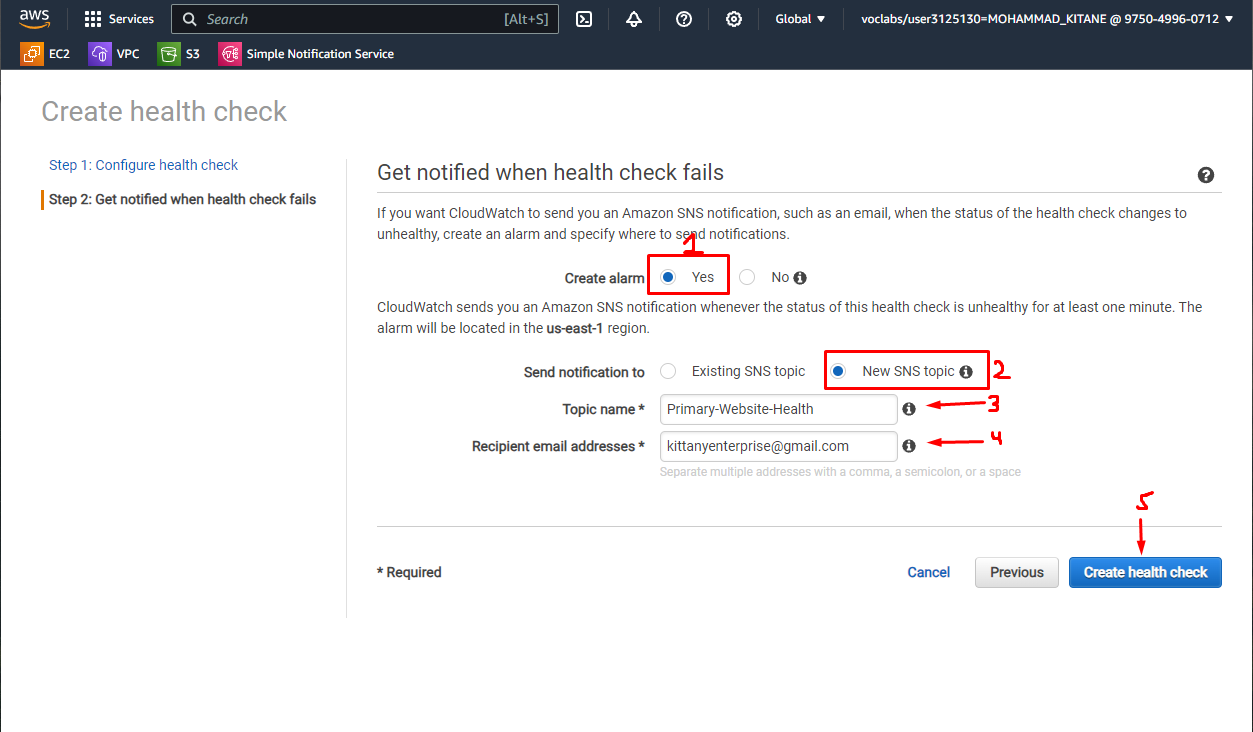 aws Services Search [Alt+S] Global voclabs/user3125130=MOHAMMAD_KITANE @ 9750-4996-0712
EC2 VPC S3 Simple Notification Service
Create health check
Step 1: Configure health check
Step 2: Get notified when health check fails
Get notified when health check fails
If you want CloudWatch to send you an Amazon SNS notification, such as an email, when the status of the health check changes to
unhealthy, create an alarm and specify where to send notifications.
1
Create alarm Yes No
CloudWatch sends you an Amazon SNS notification whenever the status of this health check is unhealthy for at least one minute. The
alarm will be located in the us-east-1 region.
Send notification to Existing SNS topic New SNS topic 2
Topic name * Primary-Website-Health 3
Recipient email addresses * kittanyenterprise@gmail.com 4
Separate multiple addresses with a comma, a semicolon, or a space
5
* Required Cancel Previous Create health check